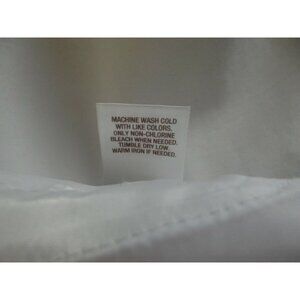 MACHINE WASH COLD
WITH LIKE COLORS.
ONLY NON-CHLORINE
BLEACH WHEN NEEDED.
TUMBLE DRY LOW.
WARM IRON IF NEEDED.